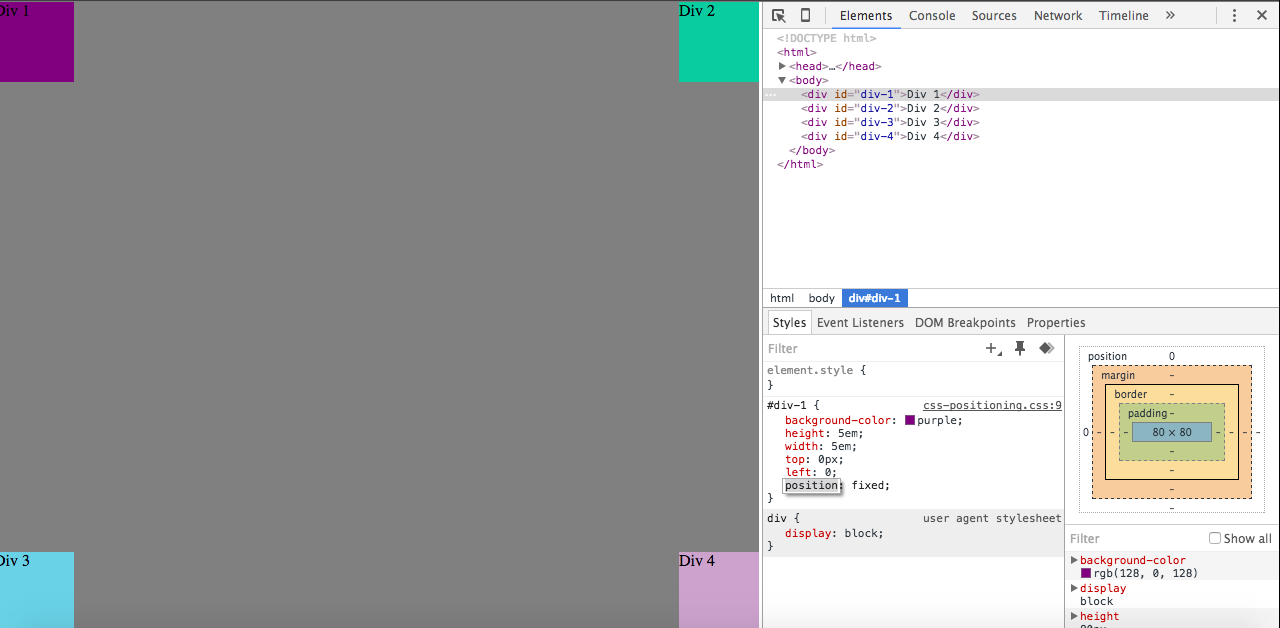 Div 1
Div 2
Div 3
Div 4
Elements Console Sources Network Timeline »
<!DOCTYPE html>
<html>
<head>…</head>
<body>
<div id="div-1">Div 1</div>
<div id="div-2">Div 2</div>
<div id="div-3">Div 3</div>
<div id="div-4">Div 4</div>
</body>
</html>
html body div#div-1
Styles Event Listeners DOM Breakpoints Properties
Filter
element.style {
}
#div-1 { css-positioning.css:9
background-color: purple;
height: 5em;
width: 5em;
top: 0px;
left: 0;
position: fixed;
}
div { user agent stylesheet
display: block;
}
position 0
margin -
border -
padding -
0 - - - 80 × 80 - - - -
-
-
-
-
Filter Show all
background-color
rgb(128, 0, 128)
display
block
height